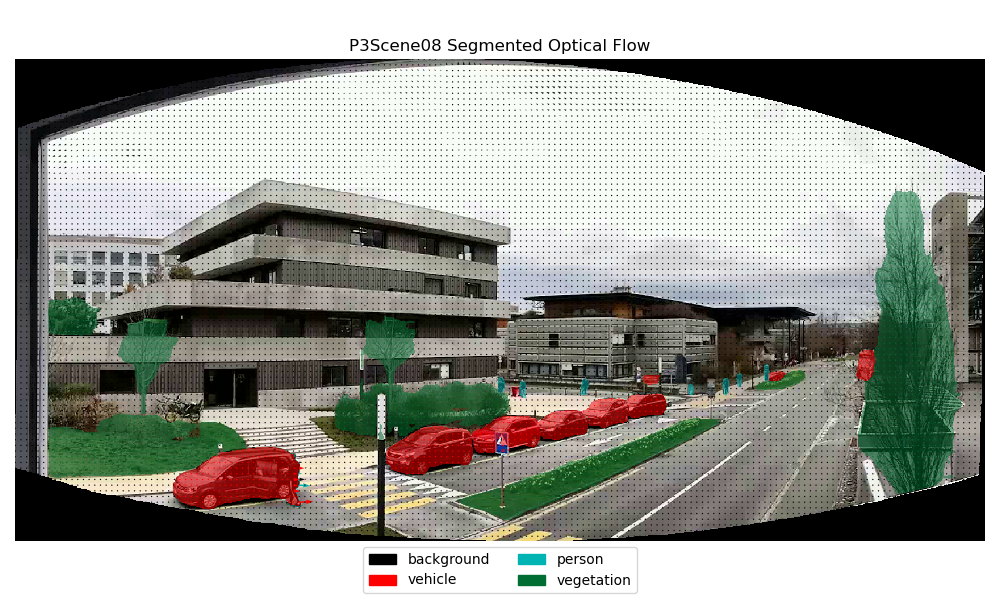 P3Scene08 Segmented Optical Flow
background
person
vehicle
vegetation